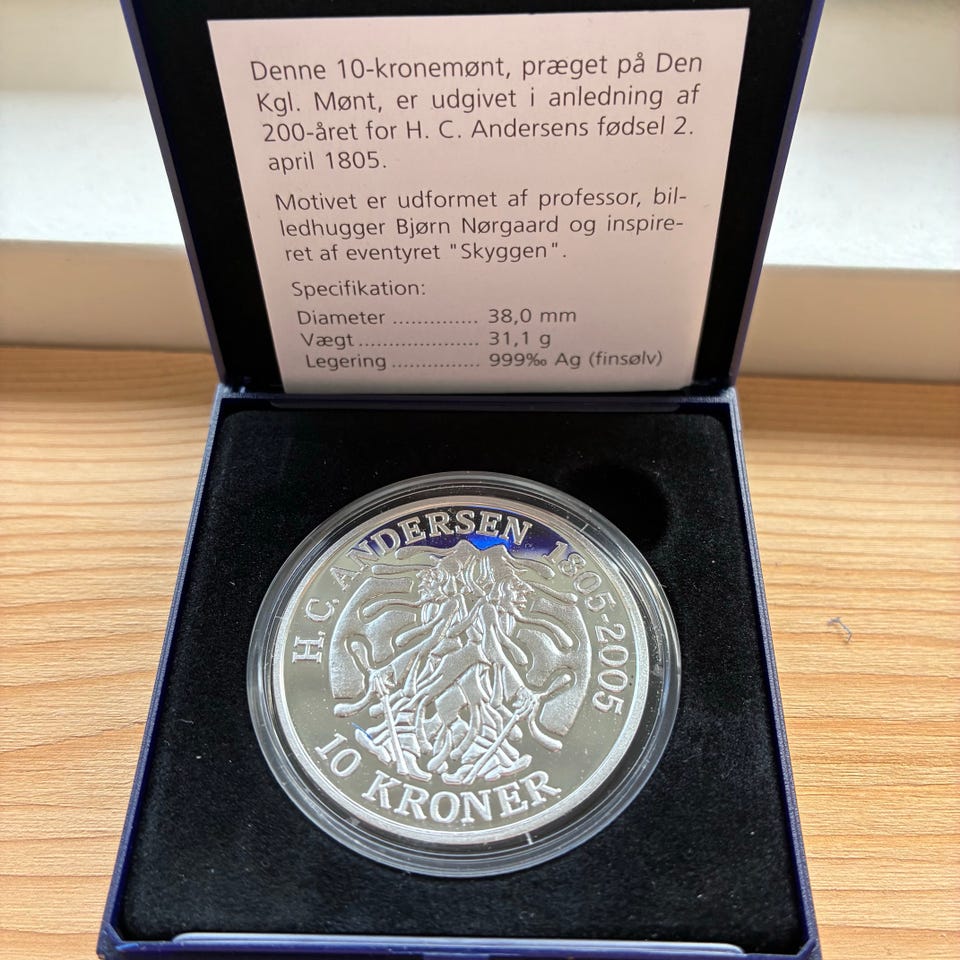 Denne 10-kronemønt, præget på Den
Kgl. Mønt, er udgivet i anledning af
200-året for H. C. Andersens fødsel 2.
april 1805.
Motivet er udformet af professor, bil-
ledhugger Bjørn Nørgaard og inspire-
ret af eventyret "Skyggen".
Specifikation:
Diameter .............. 38,0 mm
Vægt ..................... 31,1 g
Legering ................ 999‰ Ag (finsølv)
H. C. ANDERSEN 1805-2005
10 KRONER